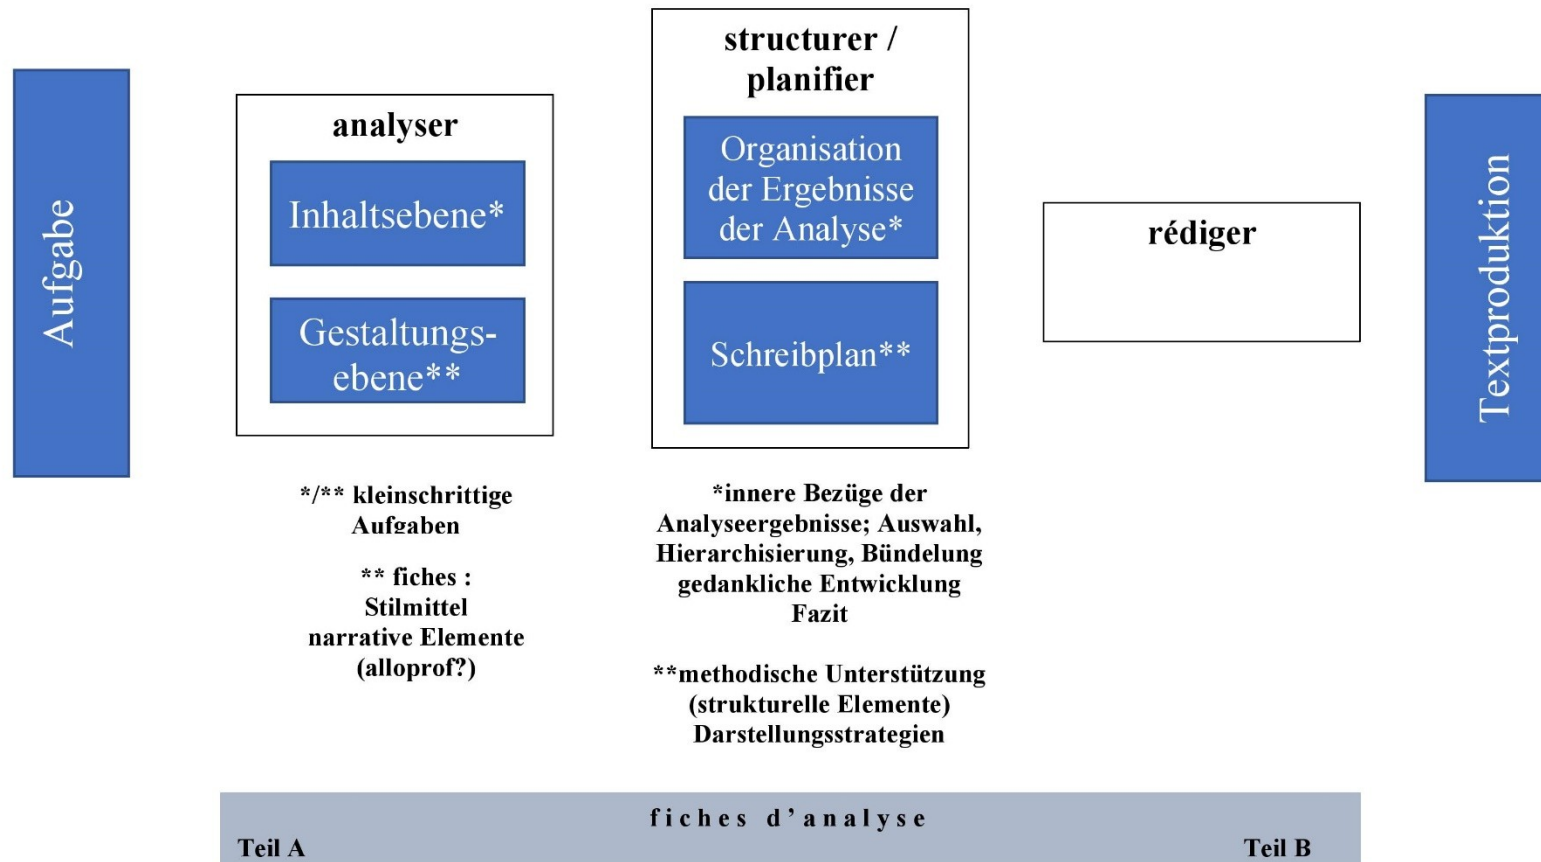 Aufgabe
analyser
Inhaltsebene*
Gestaltungs-
ebene**
*/** kleinschrittige
Aufgaben
** fiches :
Stilmittel
narrative Elemente
(alloprof?)
structurer /
planifier
Organisation
der Ergebnisse
der Analyse*
Schreibplan**
*innere Bezüge der
Analyseergebnisse; Auswahl,
Hierarchisierung, Bündelung
gedankliche Entwicklung
Fazit
**methodische Unterstützung
(strukturelle Elemente)
Darstellungsstrategien
rédiger
Textproduktion
fiches d’analyse
Teil A
Teil B